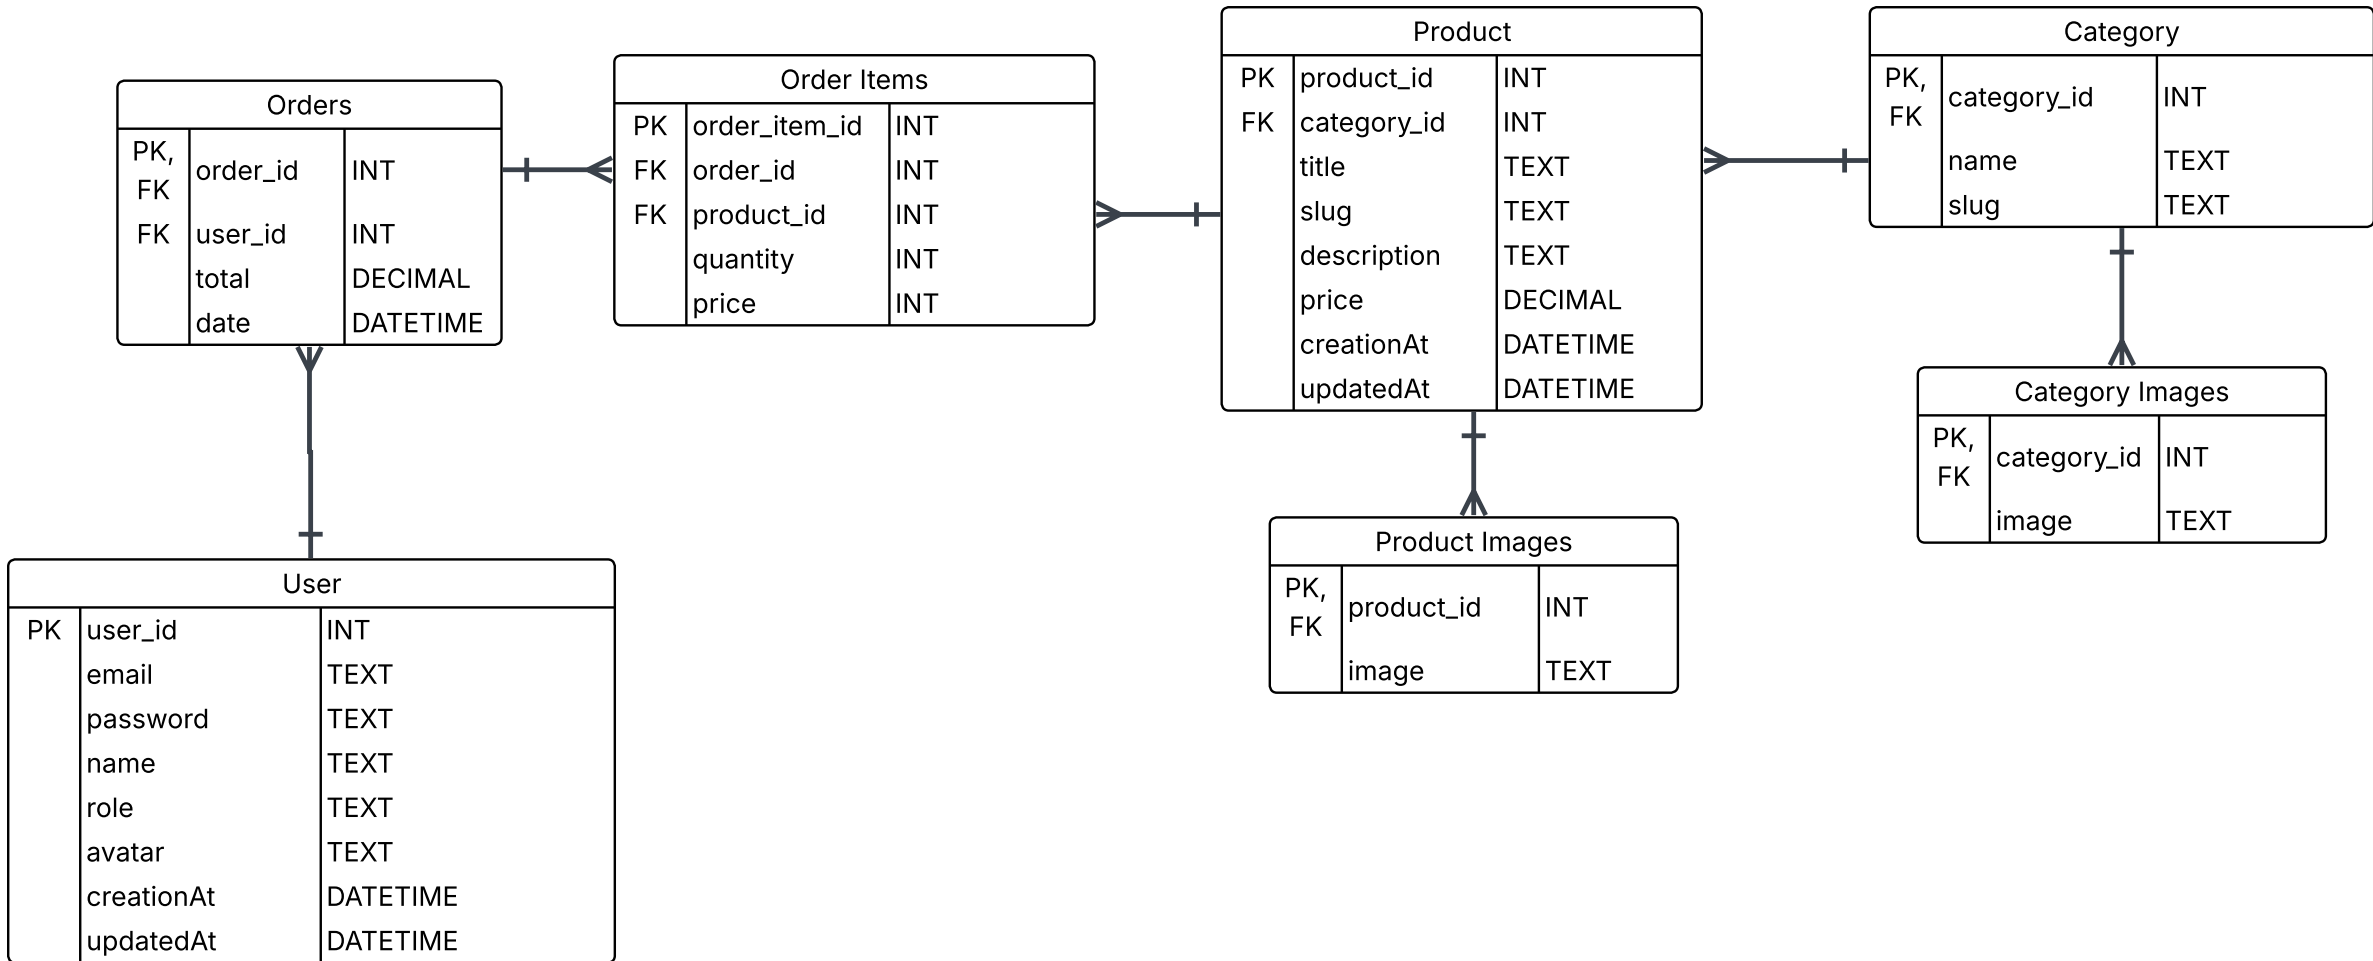 Orders
PK, FK order_id INT
FK user_id INT
total DECIMAL
date DATETIME
Order Items
PK order_item_id INT
FK order_id INT
FK product_id INT
quantity INT
price INT
Product
PK product_id INT
FK category_id INT
title TEXT
slug TEXT
description TEXT
price DECIMAL
creationAt DATETIME
updatedAt DATETIME
Category
PK, FK category_id INT
name TEXT
slug TEXT
Category Images
PK, FK category_id INT
image TEXT
Product Images
PK, FK product_id INT
image TEXT
User
PK user_id INT
email TEXT
password TEXT
name TEXT
role TEXT
avatar TEXT
creationAt DATETIME
updatedAt DATETIME